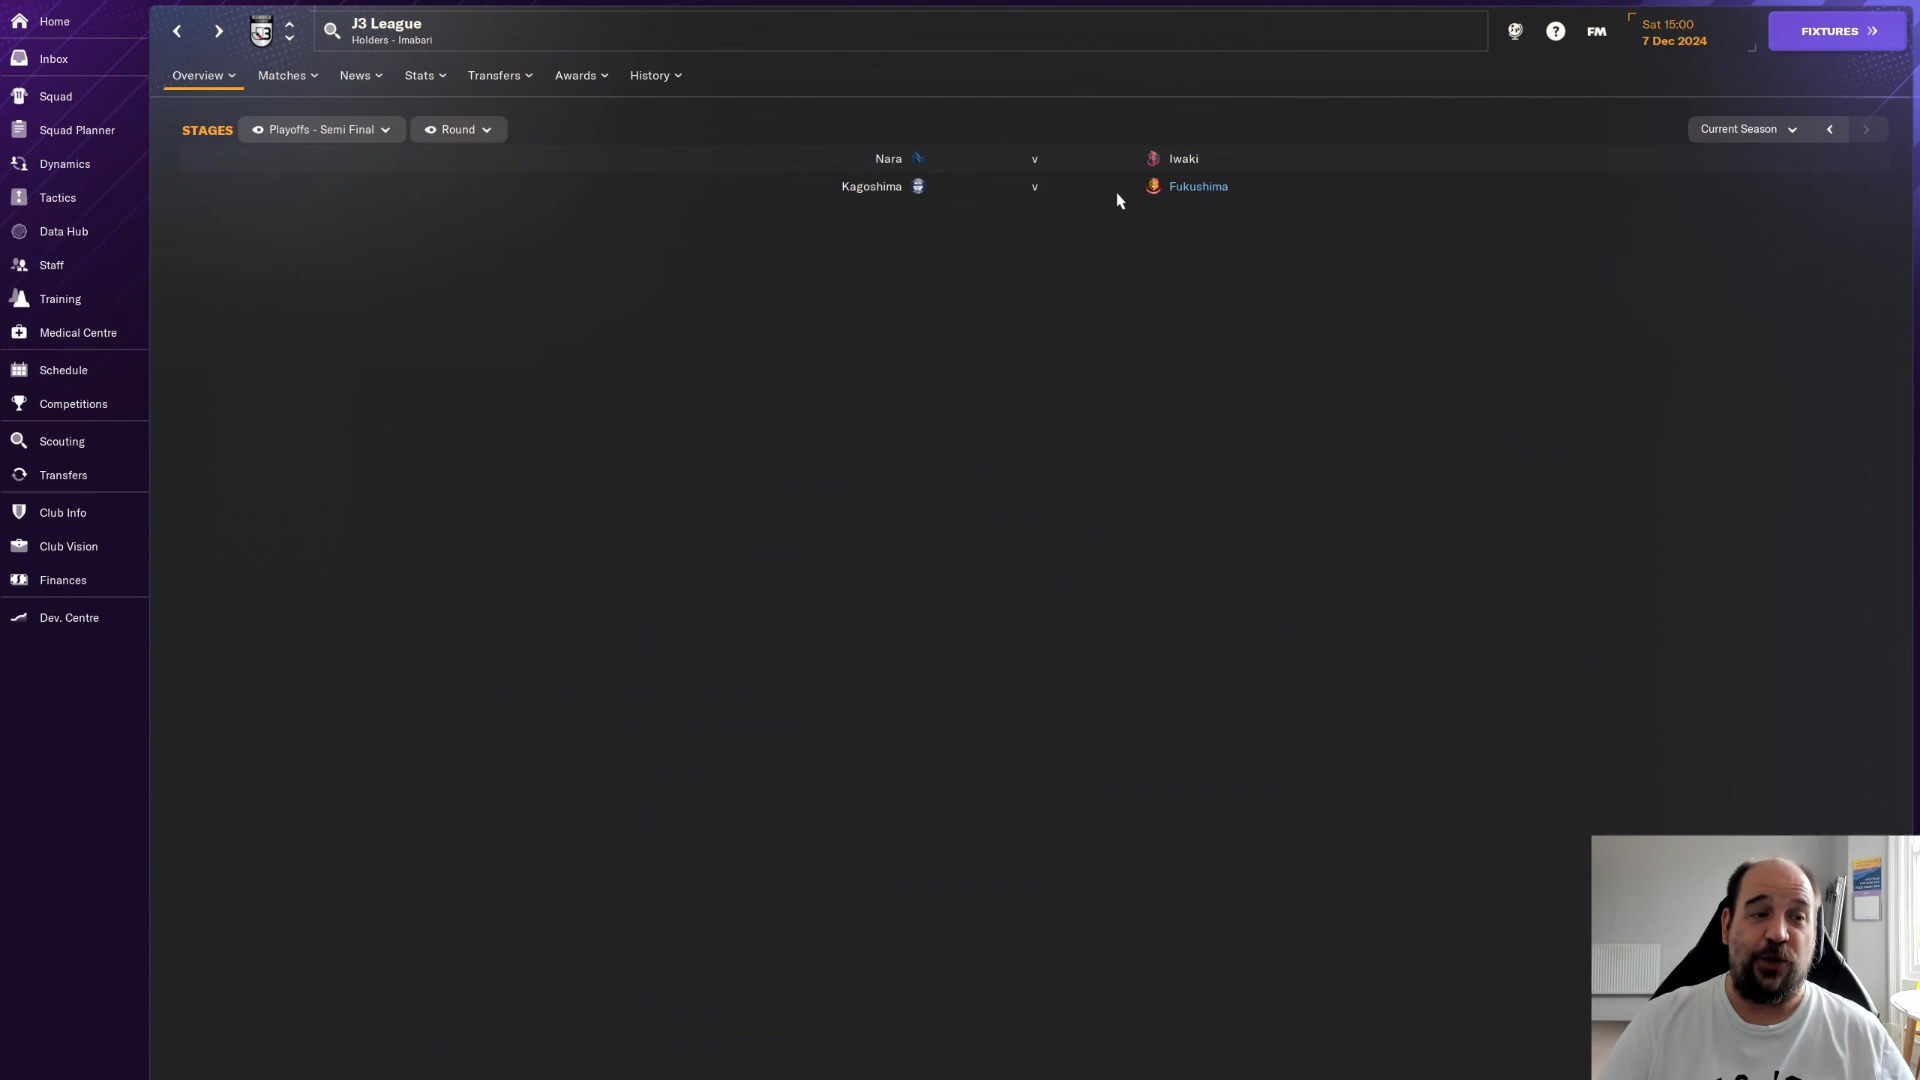 Home
Inbox
Squad
Squad Planner
Dynamics
Tactics
Data Hub
Staff
Training
Medical Centre
Schedule
Competitions
Scouting
Transfers
Club Info
Club Vision
Finances
Dev. Centre
J3 League
Holders - Imabari
FM
Sat 15:00
7 Dec 2024
FIXTURES
Overview Matches News Stats Transfers Awards History
STAGES Playoffs - Semi Final Round Current Season
Nara v Iwaki
Kagoshima v Fukushima